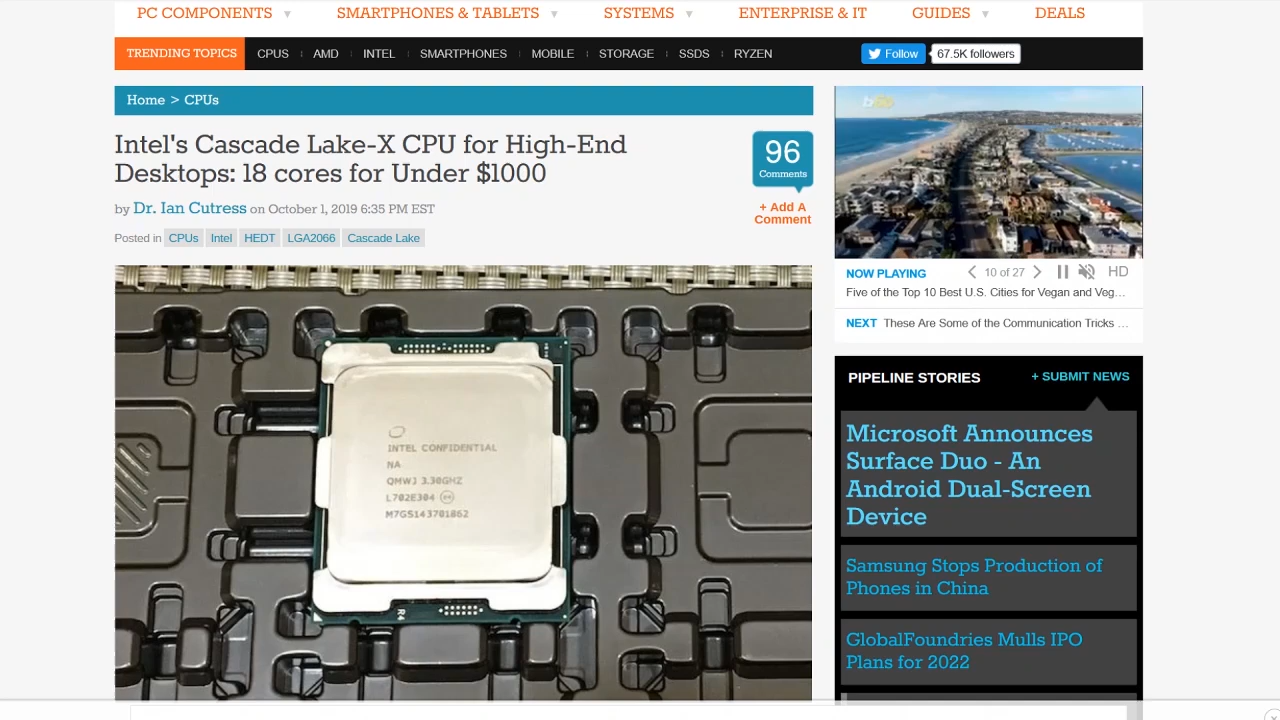 PC COMPONENTS
SMARTPHONES & TABLETS
SYSTEMS
ENTERPRISE & IT
GUIDES
DEALS
TRENDING TOPICS
CPUS
AMD
INTEL
SMARTPHONES
MOBILE
STORAGE
SSDS
RYZEN
Follow
67.5K followers
Home > CPUs
Intel's Cascade Lake-X CPU for High-End
Desktops: 18 cores for Under $1000
by Dr. Ian Cutress on October 1, 2019 6:35 PM EST
Posted in CPUs Intel HEDT LGA2066 Cascade Lake
96
Comments
+ Add A
Comment
INTEL CONFIDENTIAL
NA
QMWJ 3.30GHZ
L702E304
M7G5143701862
R4
NOW PLAYING
10 of 27
HD
Five of the Top 10 Best U.S. Cities for Vegan and Veg...
NEXT These Are Some of the Communication Tricks ...
PIPELINE STORIES
+ SUBMIT NEWS
Microsoft Announces
Surface Duo - An
Android Dual-Screen
Device
Samsung Stops Production of
Phones in China
GlobalFoundries Mulls IPO
Plans for 2022